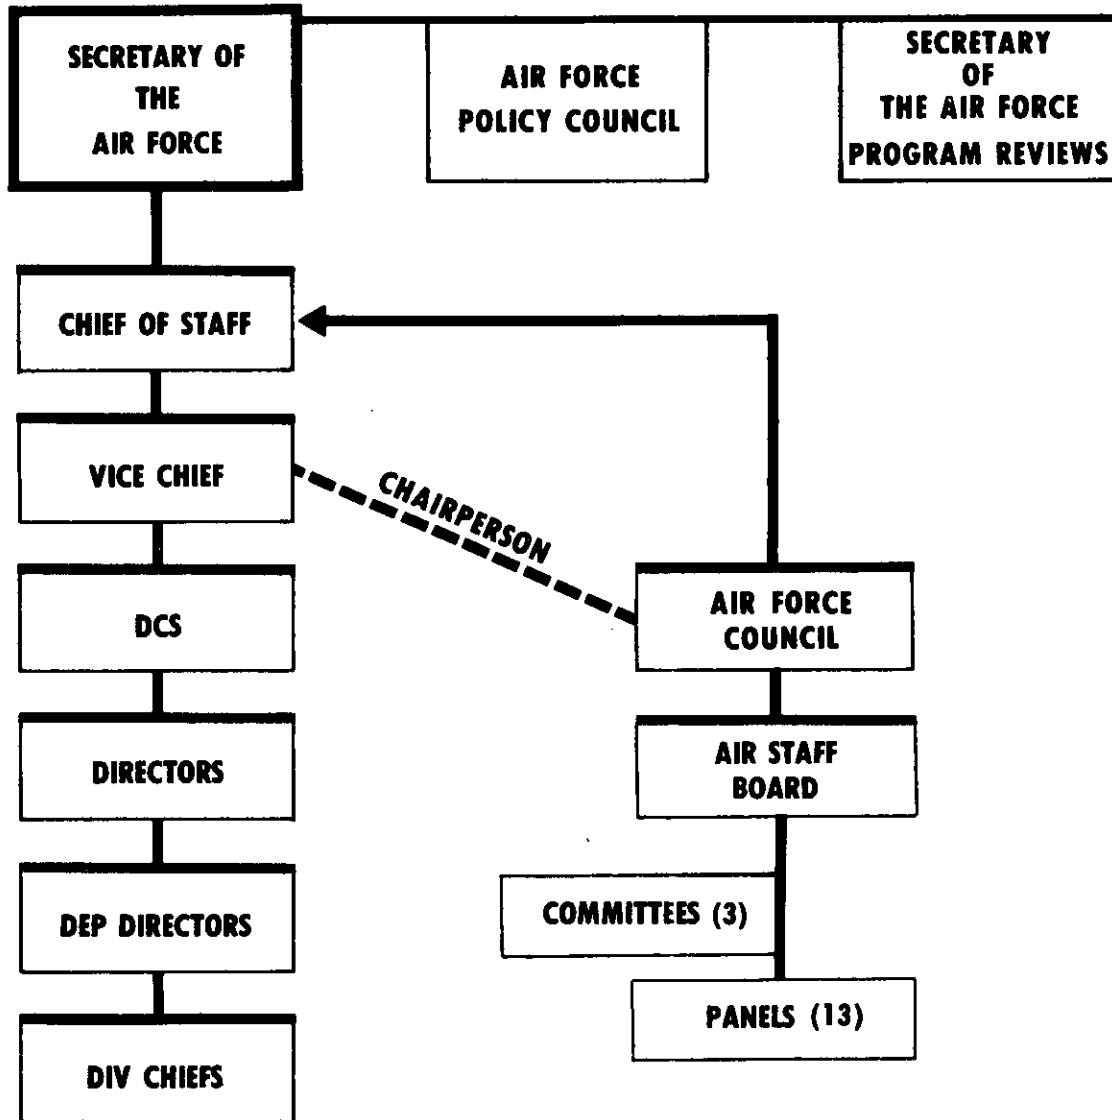 SECRETARY OF
THE
AIR FORCE
AIR FORCE
POLICY COUNCIL
SECRETARY
OF
THE AIR FORCE
PROGRAM REVIEWS
CHIEF OF STAFF
VICE CHIEF
CHAIRPERSON
DCS
AIR FORCE
COUNCIL
DIRECTORS
AIR STAFF
BOARD
DEP DIRECTORS
COMMITTEES (3)
PANELS (13)
DIV CHIEFS